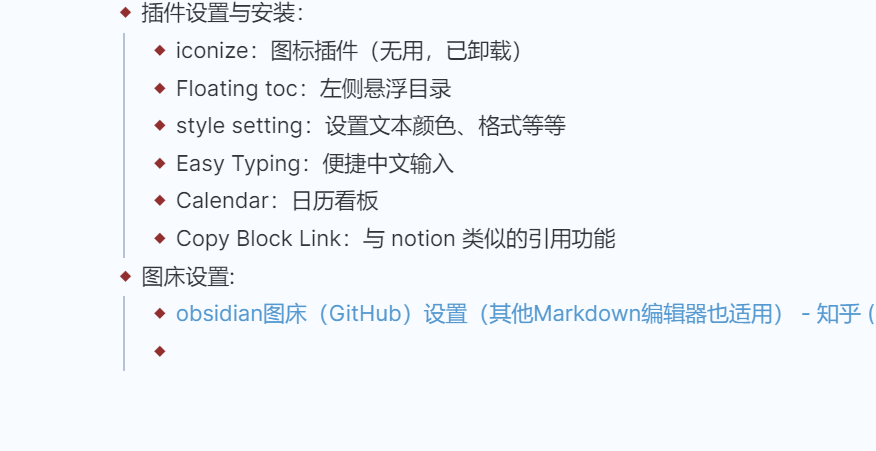 插件设置与安装：
iconize：图标插件（无用，已卸载）
Floating toc：左侧悬浮目录
style setting：设置文本颜色、格式等等
Easy Typing：便捷中文输入
Calendar：日历看板
Copy Block Link：与 notion 类似的引用功能
图床设置:
obsidian图床（GitHub）设置（其他Markdown编辑器也适用） - 知乎 (